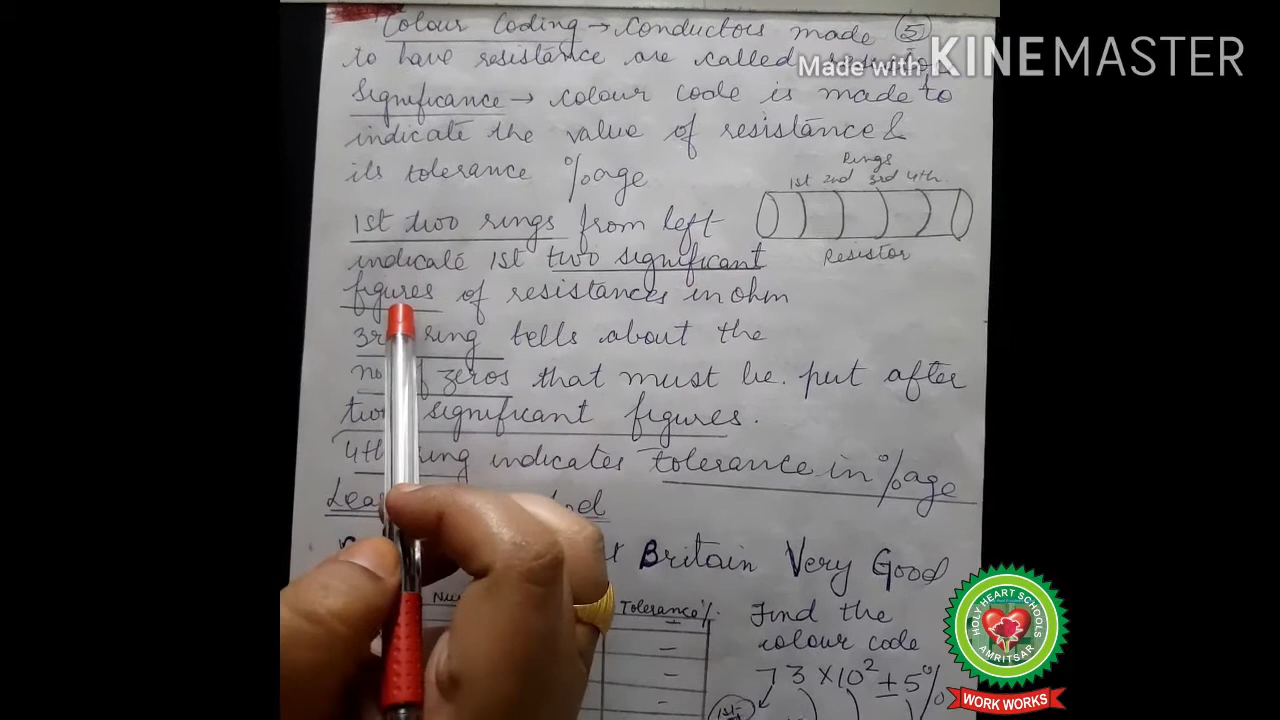 Colour Coding → Conductors made 5
to have resistance are called
Made with KINEMASTER
Significance → colour code is made to
indicate the value of resistance &
its tolerance %age
Rings
1st 2nd 3rd 4th
1st two rings from left
indicate 1st two significant
Resistor
figures of resistances in ohm
ring tells about the
zeros that must be. put after
significant figures.
4th ring indicates tolerance in %age
Britain Very Good
Tolerance %
Find the
colour code
73 × 10² ± 5%
1st
HOLY HEART SCHOOLS
AMRITSAR
WORK WORKS